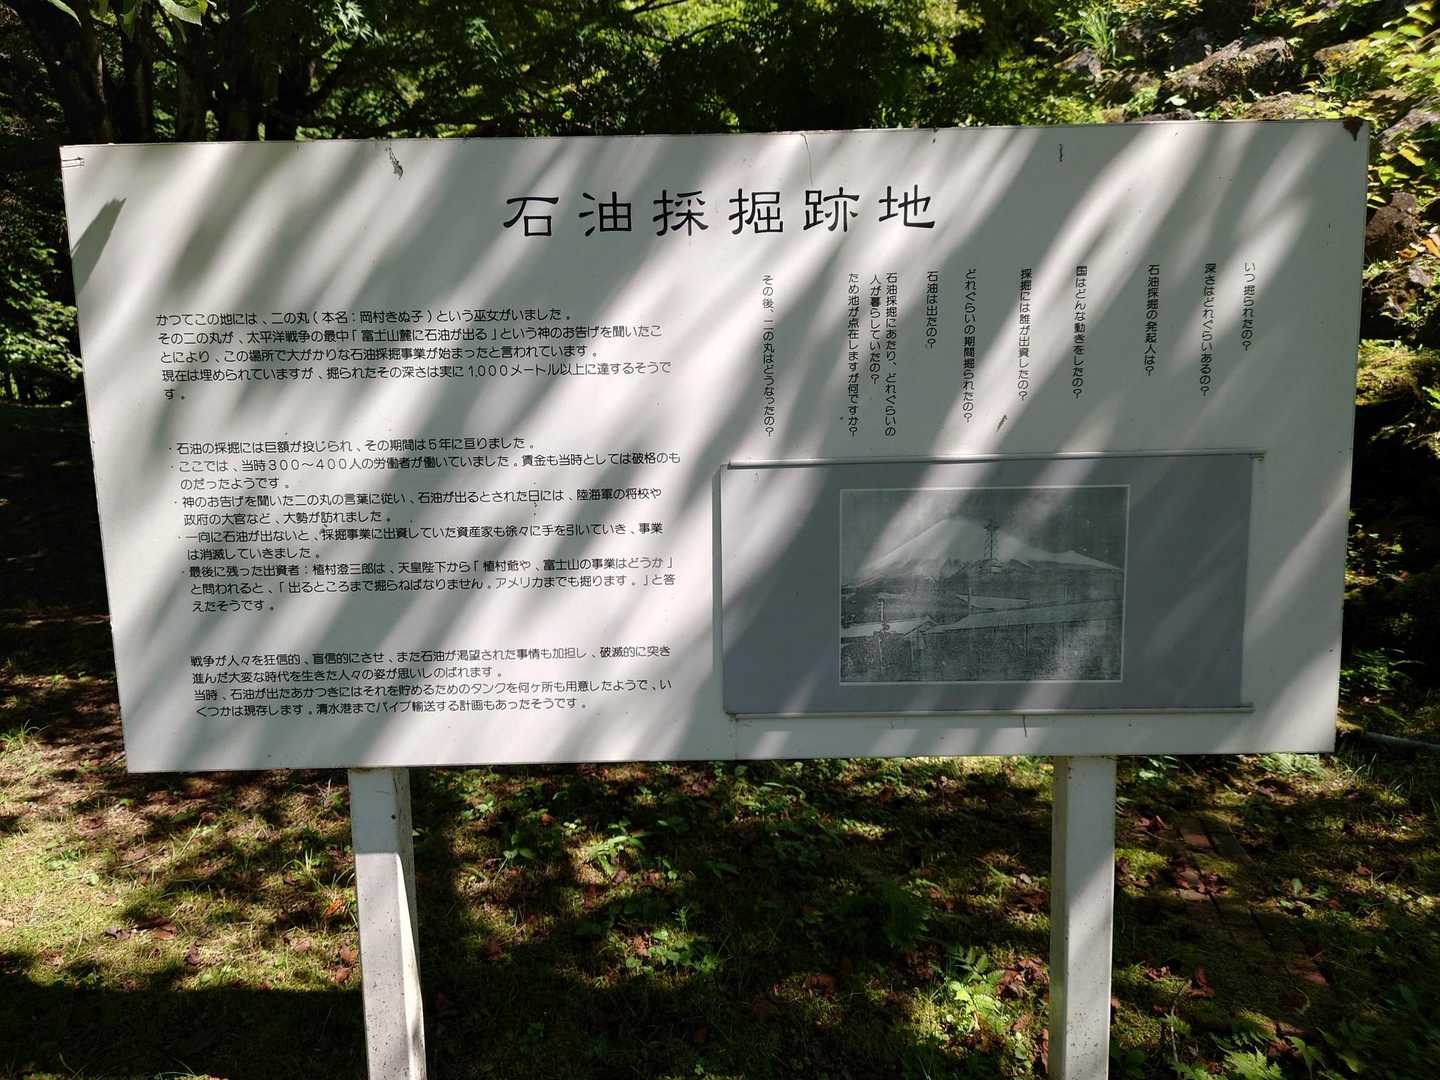 石油採掘跡地
かつてこの地には、二の丸(本名：岡村きぬ子)という巫女がいました。
その二の丸が、太平洋戦争の最中「富士山麓に石油が出る」という神のお告げを聞いたこ
とにより、この場所で大がかりな石油採掘事業が始まったと言われています。
現在は埋められていますが、掘られたその深さは実に1,000メートル以上に達するそうで
す。
・石油の採掘には巨額が投じられ、その期間は５年に亘りました。
・ここでは、当時３００～４００人の労働者が働いていました。賃金も当時としては破格のも
のだったようです。
・神のお告げを聞いた二の丸の言葉に従い、石油が出るとされた日には、陸海軍の将校や
政府の大官など、大勢が訪れました。
・一向に石油が出ないと、採掘事業に出資していた資産家も徐々に手を引いていき、事業
は消滅していきました。
・最後に残った出資者：植村澄三郎は、天皇陛下から「植村爺や、富士山の事業はどうか」
と問われると、「出るところまで掘らねばなりません。アメリカまでも掘ります。」と答
えたそうです。
戦争が人々を狂信的、盲信的にさせ、また石油が渇望された事情も加担し、破滅的に突き
進んだ大変な時代を生きた人々の姿が思いしのばれます。
当時、石油が出たあかつきにはそれを貯めるためのタンクを何ヶ所も用意したようで、い
くつかは現存します。清水港までパイプ輸送する計画もあったそうです。
いつ掘られたの？
深さはどれぐらいあるの？
石油採掘の発起人は？
国はどんな動きをしたの？
採掘には誰が出資したの？
どれぐらいの期間掘られたの？
石油は出たの？
石油採掘にあたり、どれぐらいの
人が暮らしていたの？
ため池が点在しますが何ですか？
その後、二の丸はどうなったの？